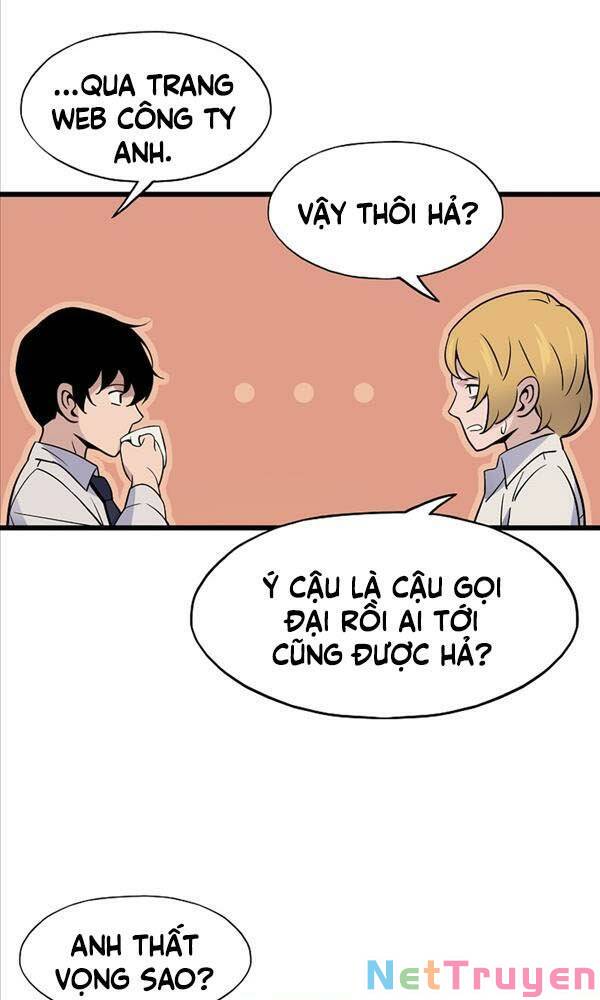 ...QUA TRANG
WEB CÔNG TY
ANH.
VẬY THÔI HẢ?
Ý CẬU LÀ CẬU GỌI
ĐẠI RỒI AI TỚI
CŨNG ĐƯỢC HẢ?
ANH THẤT
VỌNG SAO?
NetTruyen